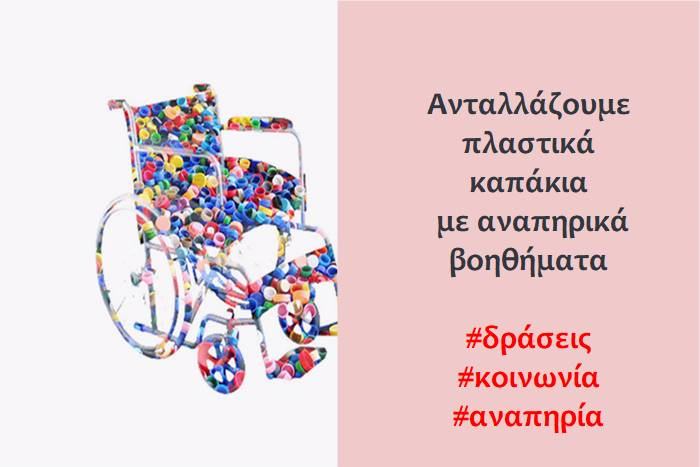 Ανταλλάζουμε
πλαστικά
καπάκια
με αναπηρικά
βοηθήματα
#δράσεις
#κοινωνία
#αναπηρία